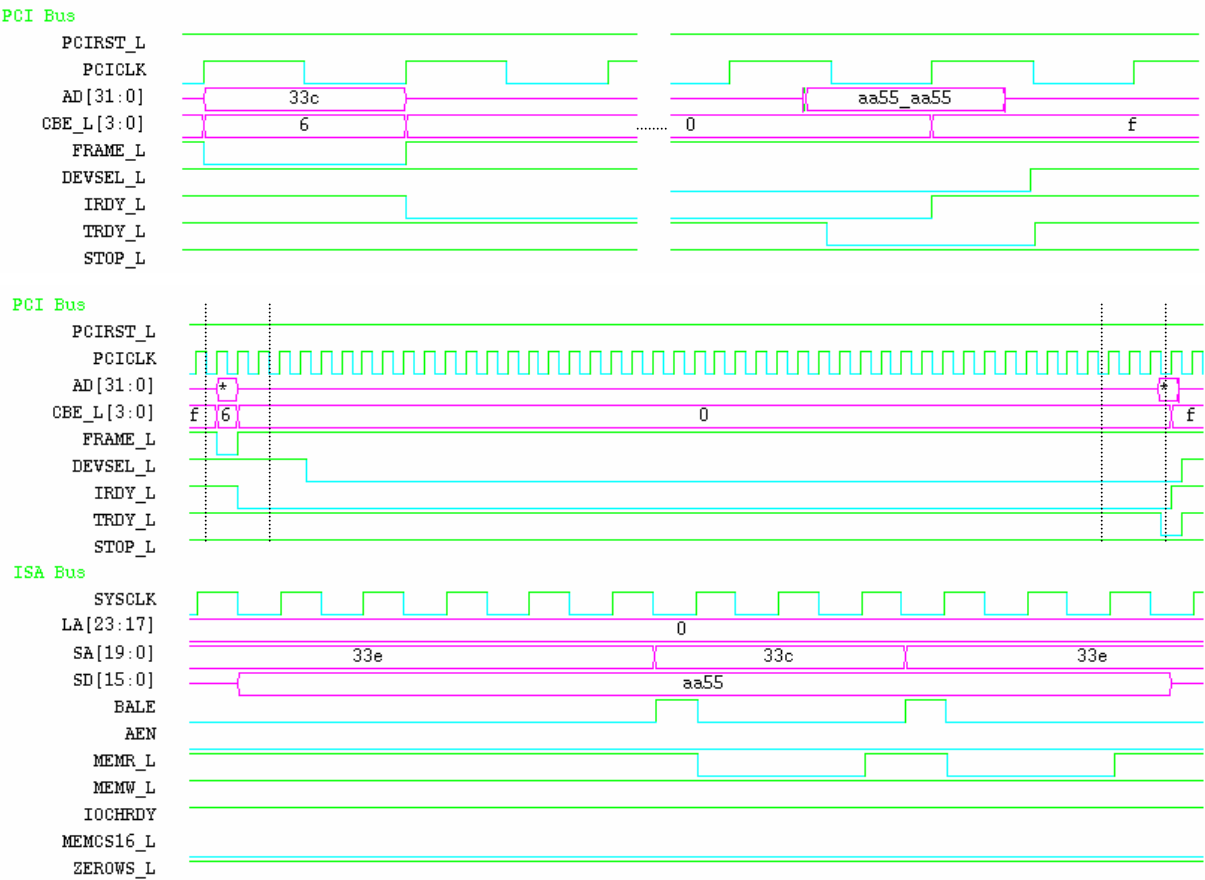 PCI Bus
PCIRST_L
PCICLK
AD[31:0] 33c aa55_aa55
CBE_L[3:0] 6 0 f
FRAME_L
DEVSEL_L
IRDY_L
TRDY_L
STOP_L
PCI Bus
PCIRST_L
PCICLK
AD[31:0] * *
CBE_L[3:0] f 6 0 f
FRAME_L
DEVSEL_L
IRDY_L
TRDY_L
STOP_L
ISA Bus
SYSCLK
LA[23:17] 0
SA[19:0] 33e 33c 33e
SD[15:0] aa55
BALE
AEN
MEMR_L
MEMW_L
IOCHRDY
MEMCS16_L
ZEROWS_L